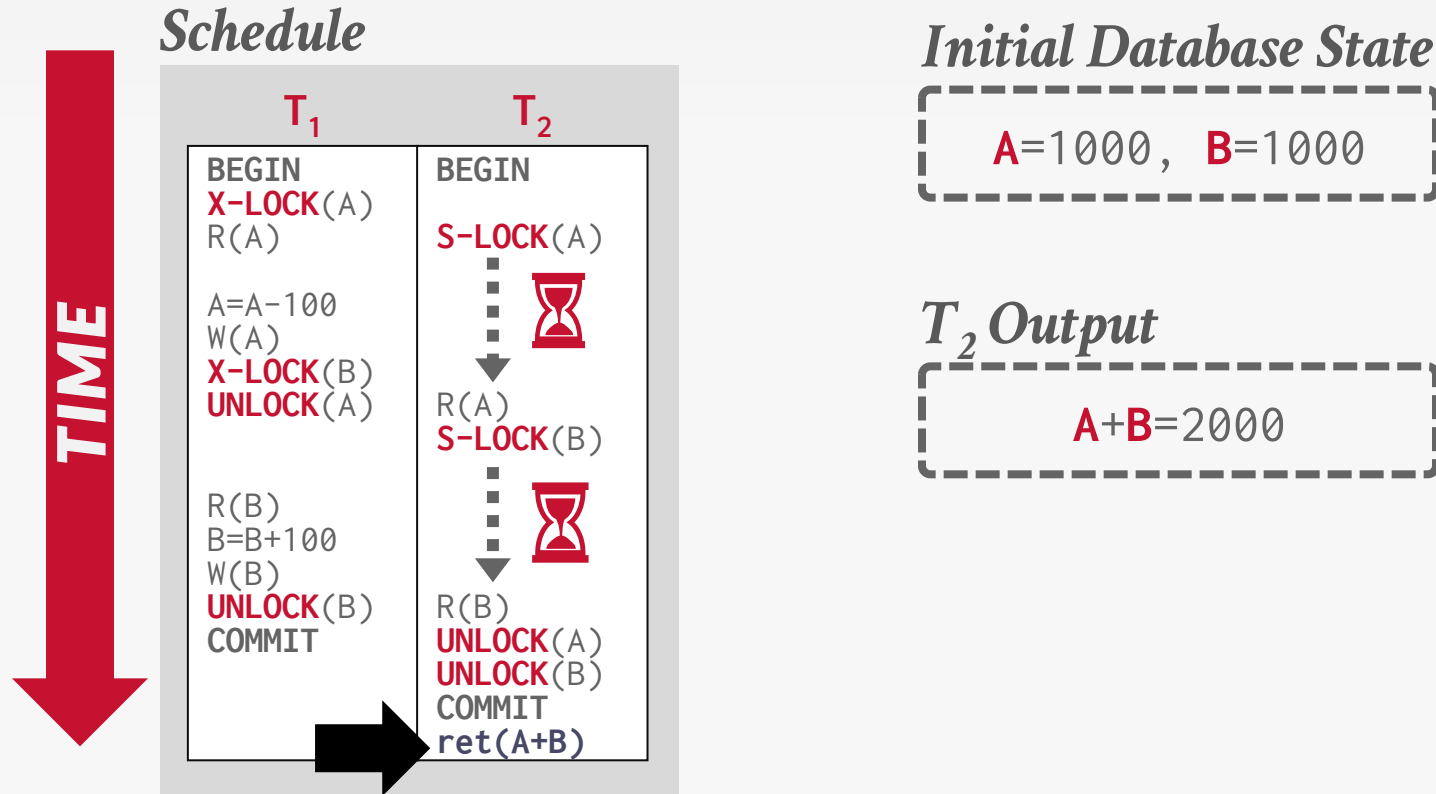 Schedule
TIME
T1 T2
BEGIN BEGIN
X-LOCK(A)
R(A) S-LOCK(A)
A=A-100
W(A)
X-LOCK(B)
UNLOCK(A) R(A)
S-LOCK(B)
R(B)
B=B+100
W(B)
UNLOCK(B) R(B)
COMMIT UNLOCK(A)
UNLOCK(B)
COMMIT
ret(A+B)
Initial Database State
A=1000, B=1000
T2 Output
A+B=2000